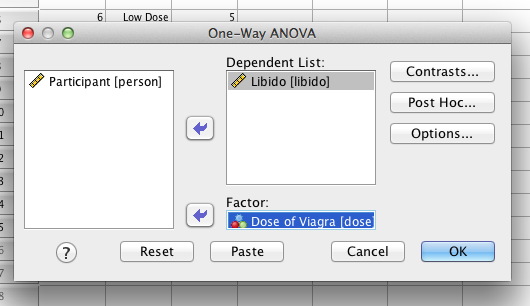 6 Low Dose 5
One-Way ANOVA
Participant [person]
Dependent List:
Libido [libido]
Factor:
Dose of Viagra [dose
Contrasts...
Post Hoc...
Options...
?
Reset
Paste
Cancel
OK